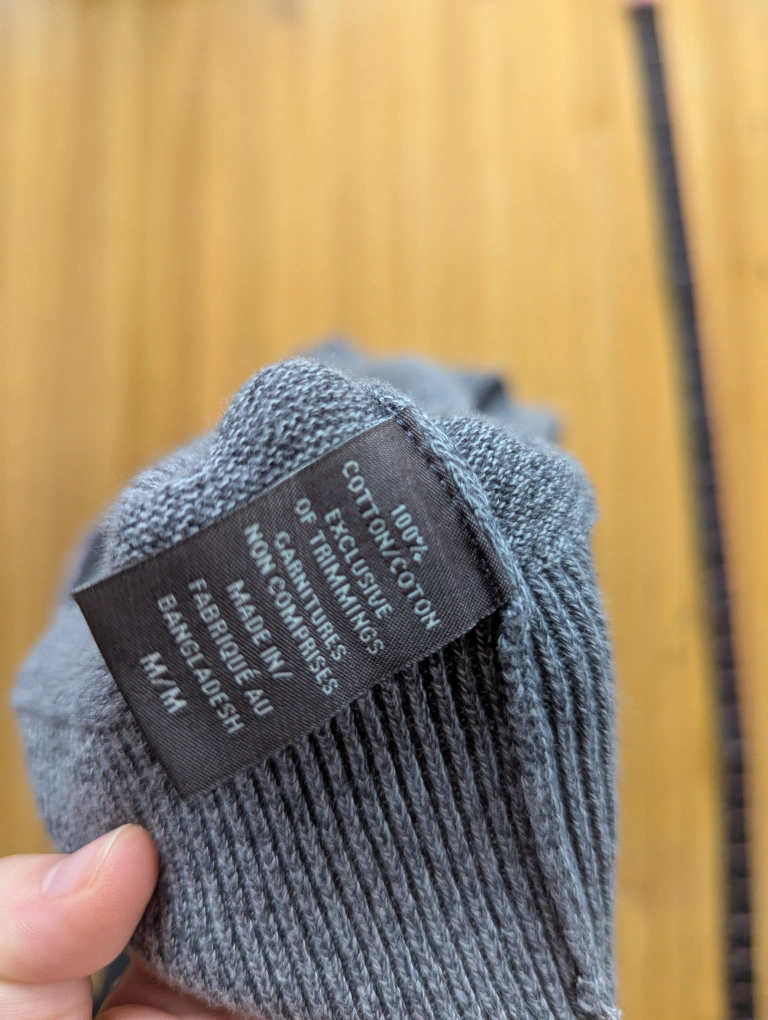 100%
COTTON/COTON
EXCLUSIVE
OF TRIMMINGS
GARNITURES
NON COMPRISES
MADE IN/
FABRIQUÉ AU
BANGLADESH
M/M